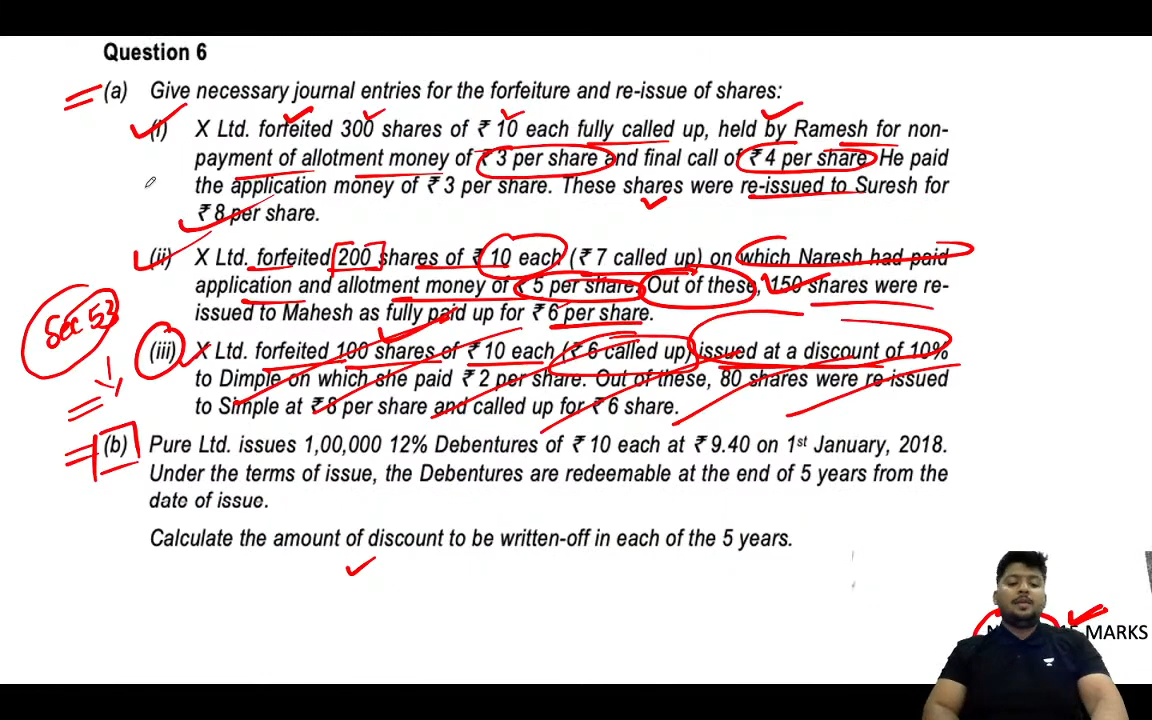 Question 6
(a) Give necessary journal entries for the forfeiture and re-issue of shares:
(i) X Ltd. forfeited 300 shares of ₹ 10 each fully called up, held by Ramesh for non-
payment of allotment money of ₹ 3 per share and final call of ₹ 4 per share. He paid
the application money of ₹ 3 per share. These shares were re-issued to Suresh for
₹ 8 per share.
(ii) X Ltd. forfeited 200 shares of ₹ 10 each (₹ 7 called up) on which Naresh had paid
application and allotment money of ₹ 5 per share. Out of these, 150 shares were re-
issued to Mahesh as fully paid up for ₹ 6 per share.
Sec 53
(iii) X Ltd. forfeited 100 shares of ₹ 10 each (₹ 6 called up) issued at a discount of 10%
to Dimple on which she paid ₹ 2 per share. Out of these, 80 shares were re-issued
to Simple at ₹ 8 per share and called up for ₹ 6 share.
(b) Pure Ltd. issues 1,00,000 12% Debentures of ₹ 10 each at ₹ 9.40 on 1st January, 2018.
Under the terms of issue, the Debentures are redeemable at the end of 5 years from the
date of issue.
Calculate the amount of discount to be written-off in each of the 5 years.
MARKS